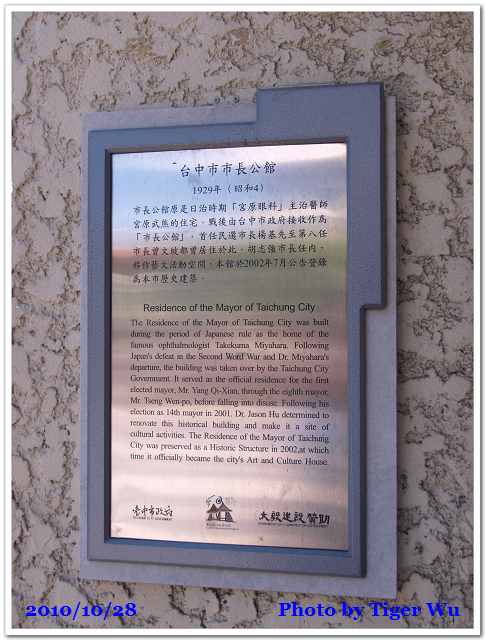 台中市市長公館
1929年（昭和4）
市長公館原是日治時期「宮原眼科」主治醫師
宮原武熊的住宅，戰後由台中市政府接收作為
「市長公館」，首任民選市長楊基先至第八任
市長曾文坡都曾居住於此。胡志強市長任內，
移作藝文活動空間，本館於2002年7月公告登錄
為本市歷史建築。
Residence of the Mayor of Taichung City
The Residence of the Mayor of Taichung City was built
during the period of Japanese rule as the home of the
famous ophthalmologist Takekuma Miyahara. Following
Japan's defeat in the Second Word War and Dr. Miyahara's
departure, the building was taken over by the Taichung City
Government. It served as the official residence for the first
elected mayor, Mr. Yang Qi-Xian, through the eighth mayor,
Mr. Tseng Wen-po, before falling into disuse. Following his
election as 14th mayor in 2001. Dr. Jason Hu determined to
renovate this historical building and make it a site of
cultural activities. The Residence of the Mayor of Taichung
City was preserved as a Historic Structure in 2002,at which
time it officially became the city's Art and Culture House.
臺中市政府
大毅建設贊助
2010/10/28
Photo by Tiger Wu